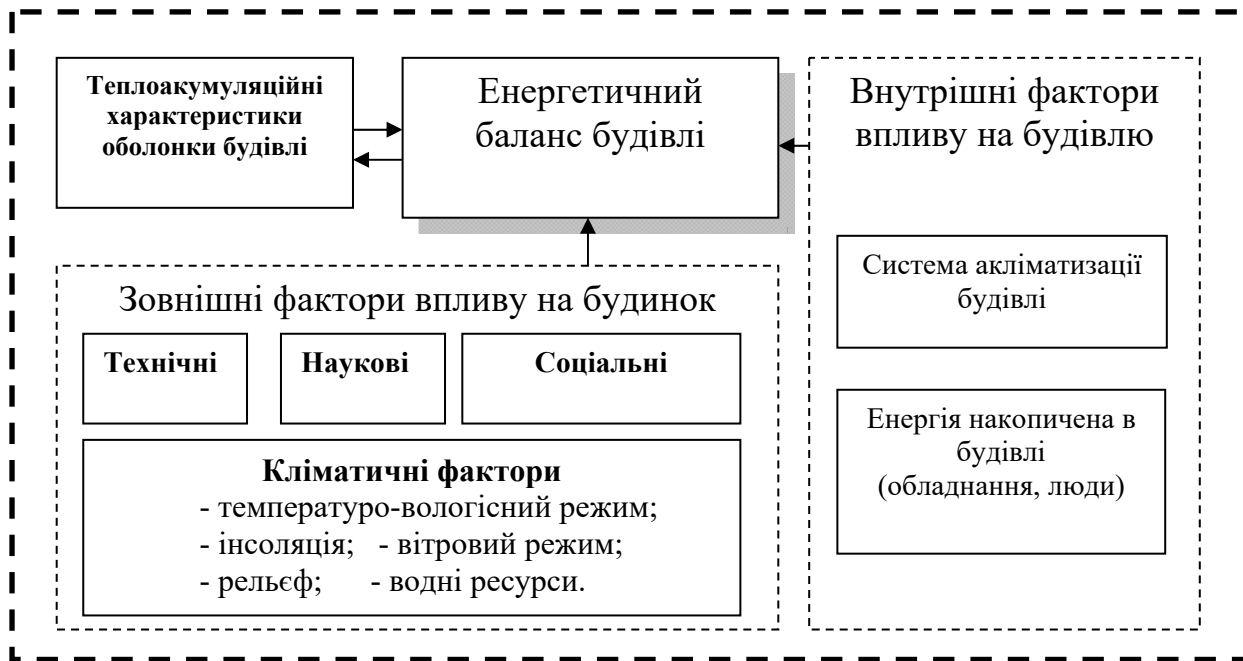 Теплоакумуляційні
характеристики
оболонки будівлі
Енергетичний
баланс будівлі
Внутрішні фактори
впливу на будівлю
Система акліматизації
будівлі
Енергія накопичена в
будівлі
(обладнання, люди)
Зовнішні фактори впливу на будинок
Технічні
Наукові
Соціальні
Кліматичні фактори
- температуро-вологісний режим;
- інсоляція; - вітровий режим;
- рельєф; - водні ресурси.